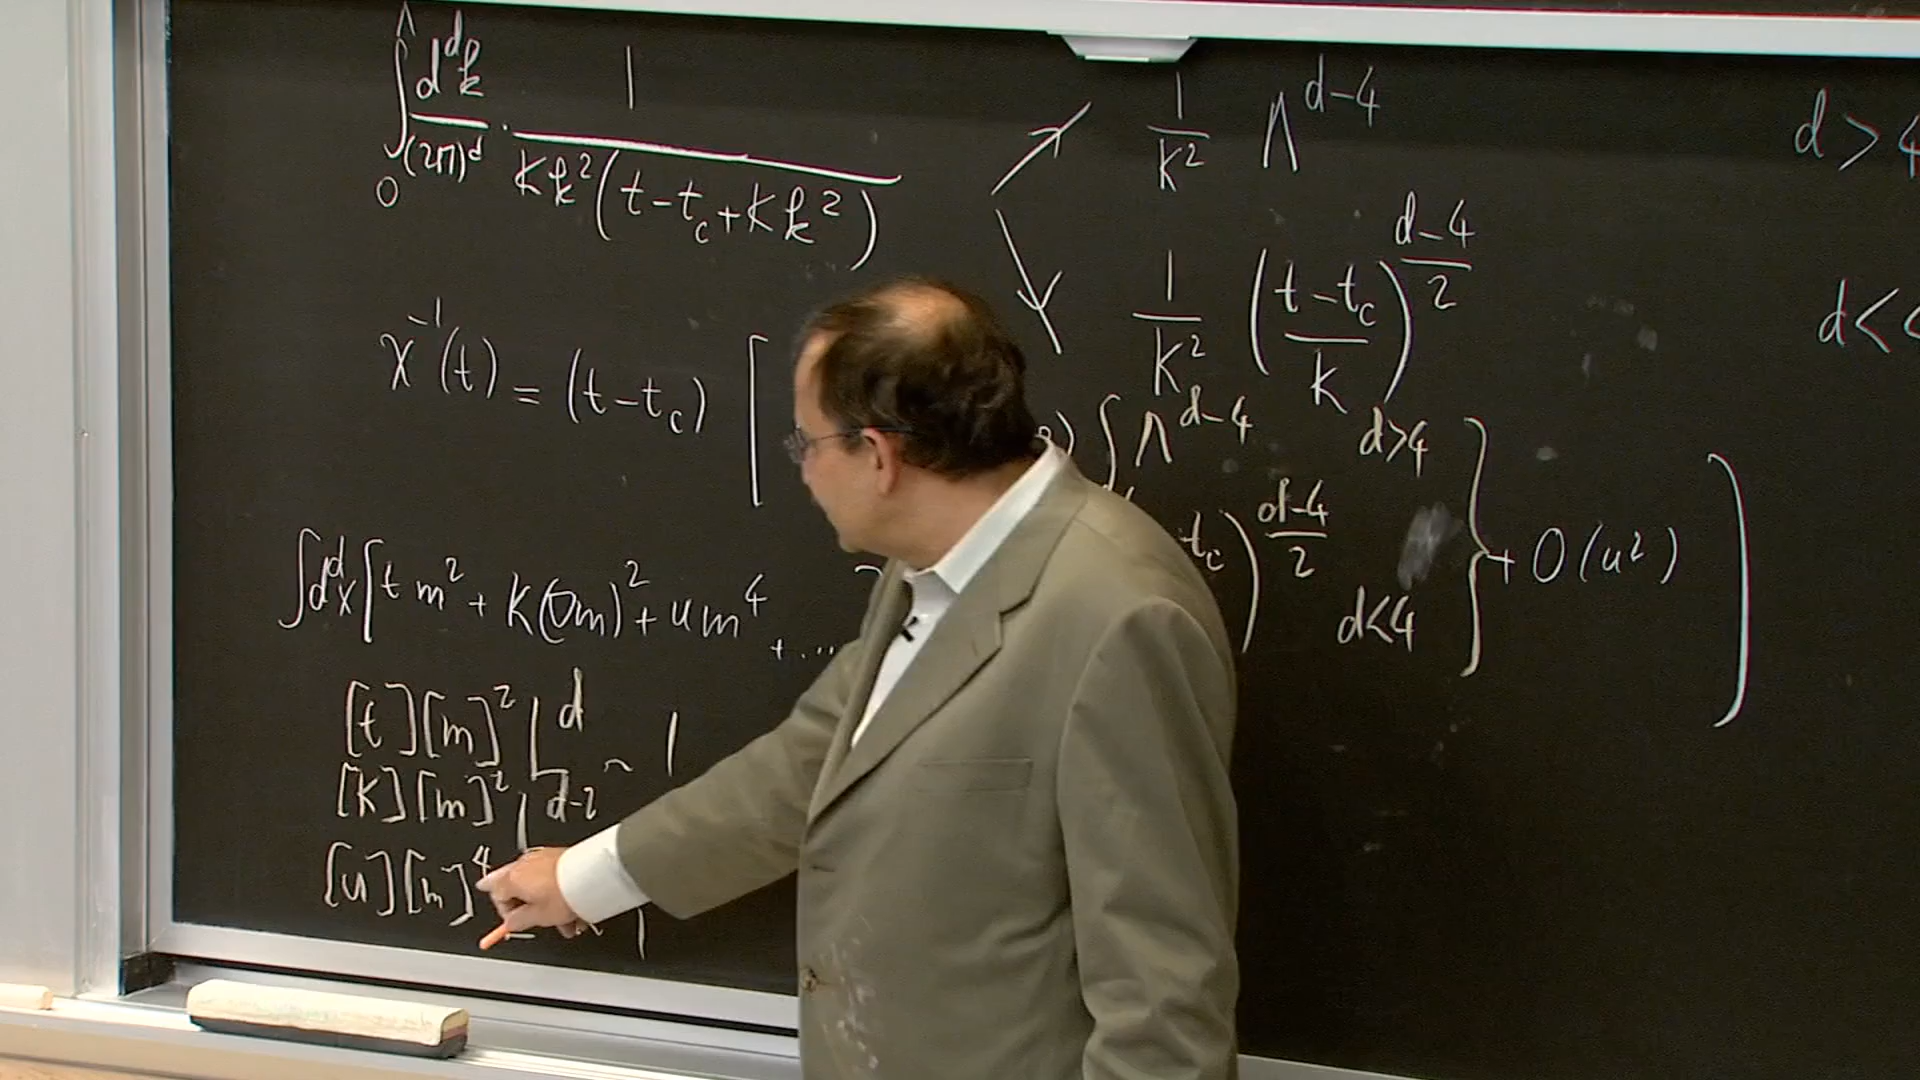 ∫₀^Λ d^d k/(2π)^d · 1/(K k²(t-t_c+K k²))
1/K² Λ^{d-4} d>4
1/K² ((t-t_c)/K)^{(d-4)/2} d<4
χ^{-1}(t) = (t-t_c) [
{ Λ^{d-4} d>4
t_c)^{(d-4)/2} d<4 } + O(u²) ]
∫d^d x [t m² + K(∇m)² + u m⁴ + ...
[t][m]² L^d ~ 1
[K][m]² L^{d-2}
[u][m]⁴